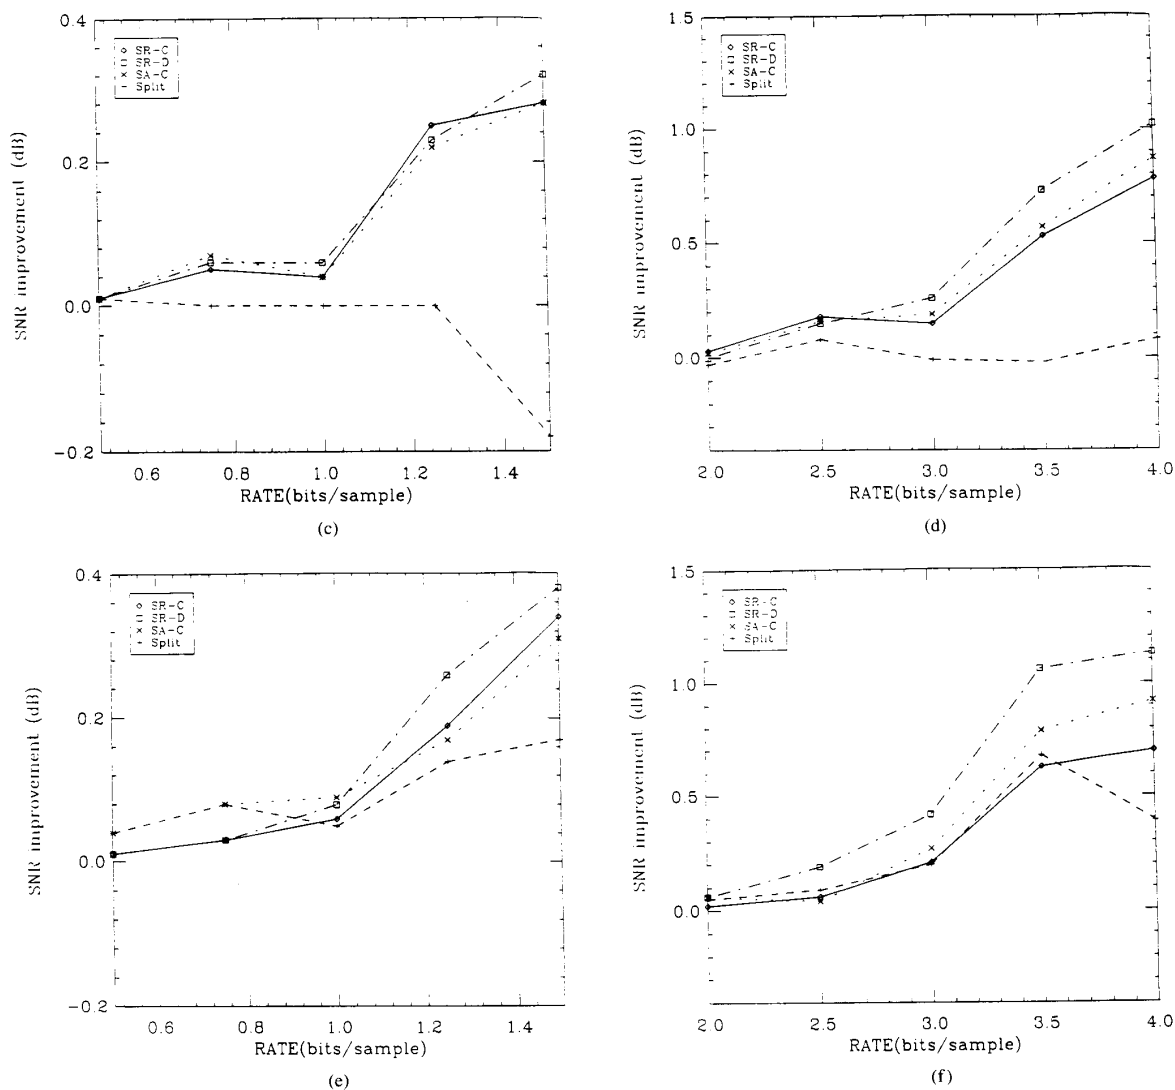 SNR improvement (dB)
0.4
0.2
0.0
−0.2
SR-C
SR-D
SA-C
Split
0.6 0.8 1.0 1.2 1.4
RATE(bits/sample)
(c)
SNR improvement (dB)
1.5
1.0
0.5
0.0
SR-C
SR-D
SA-C
Split
2.0 2.5 3.0 3.5 4.0
RATE(bits/sample)
(d)
SNR improvement (dB)
0.4
0.2
0.0
−0.2
SR-C
SR-D
SA-C
Split
0.6 0.8 1.0 1.2 1.4
RATE(bits/sample)
(e)
SNR improvement (dB)
1.5
1.0
0.5
0.0
SR-C
SR-D
SA-C
Split
2.0 2.5 3.0 3.5 4.0
RATE(bits/sample)
(f)